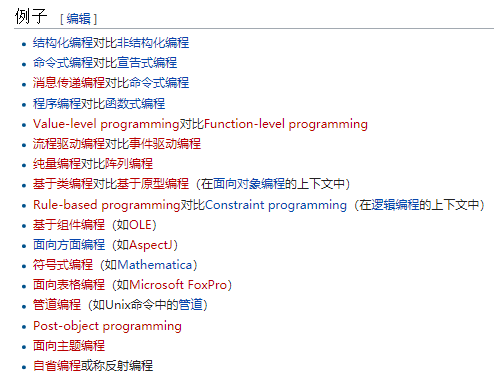 例子 [编辑]
结构化编程对比非结构化编程
命令式编程对比宣告式编程
消息传递编程对比命令式编程
程序编程对比函数式编程
Value-level programming对比Function-level programming
流程驱动编程对比事件驱动编程
纯量编程对比阵列编程
基于类编程对比基于原型编程（在面向对象编程的上下文中）
Rule-based programming对比Constraint programming（在逻辑编程的上下文中）
基于组件编程（如OLE）
面向方面编程（如AspectJ）
符号式编程（如Mathematica）
面向表格编程（如Microsoft FoxPro）
管道编程（如Unix命令中的管道）
Post-object programming
面向主题编程
自省编程或称反射编程